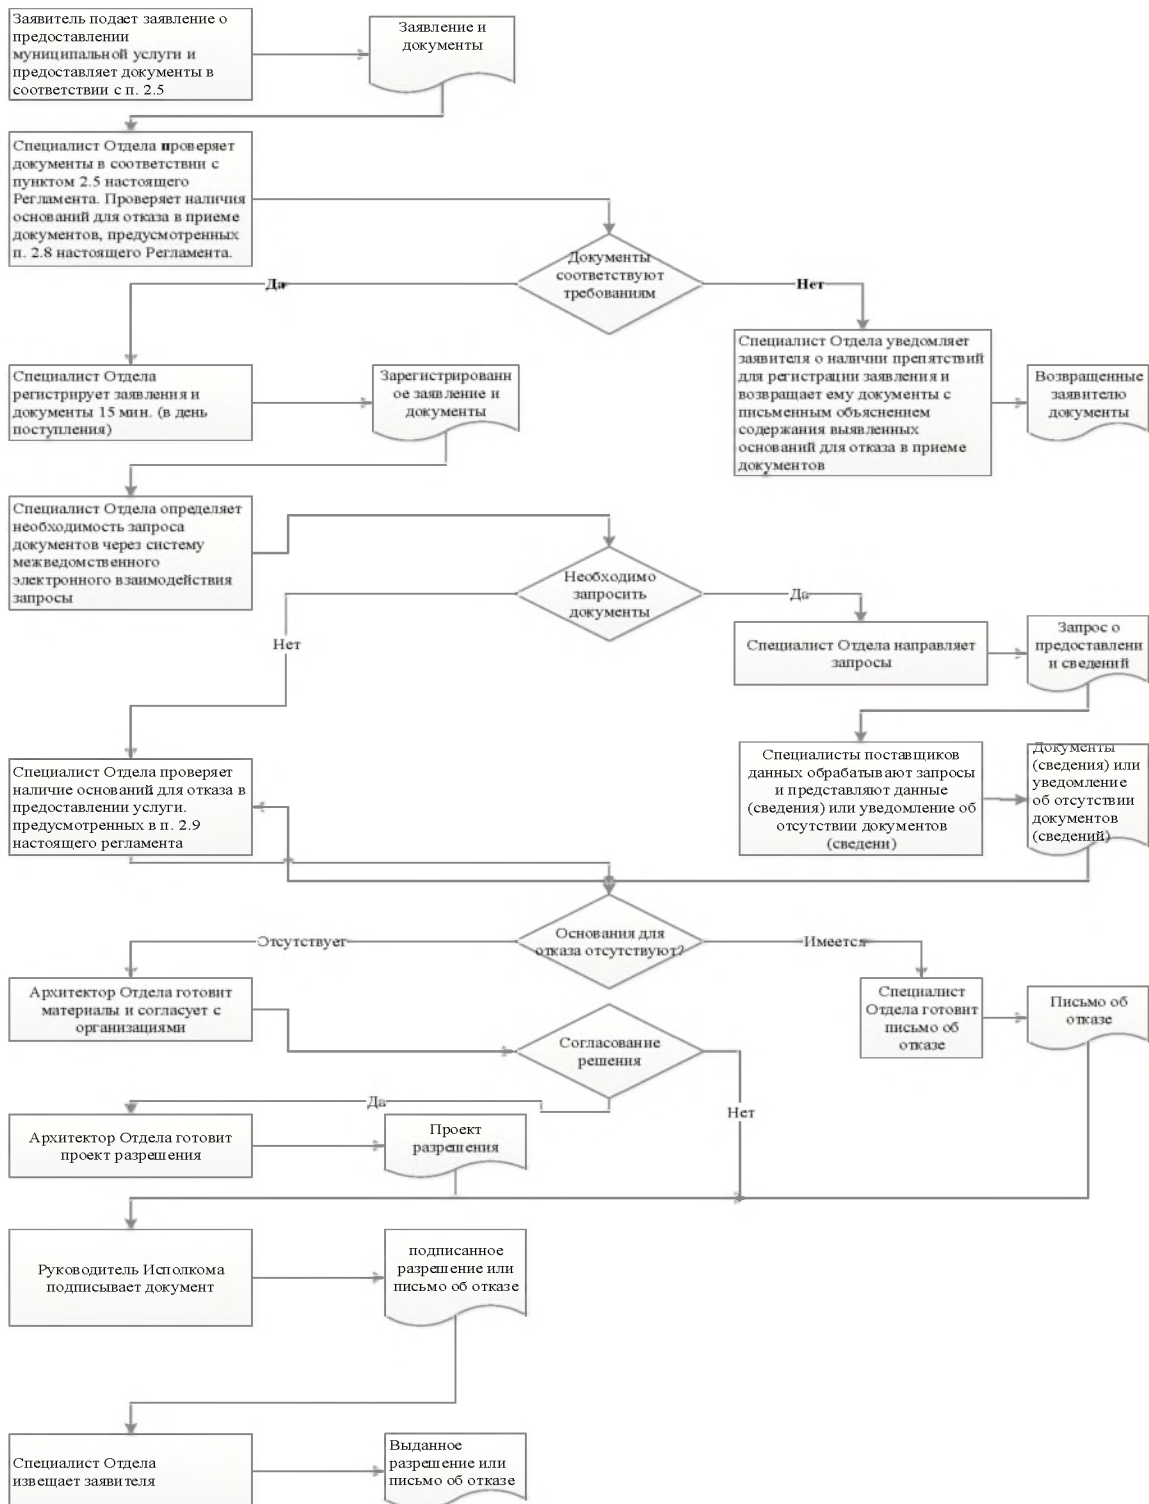 Заявитель подает заявление о
предоставлении
муниципальной услуги и
предоставляет документы в
соответствии с п. 2.5
Заявление и
документы
Специалист Отдела проверяет
документы в соответствии с
пунктом 2.5 настоящего
Регламента. Проверяет наличия
оснований для отказа в приеме
документов, предусмотренных
п. 2.8 настоящего Регламента.
Документы
соответствуют
требованиям
Да
Нет
Специалист Отдела
регистрирует заявления и
документы 15 мин. (в день
поступления)
Зарегистрированн
ое заявление и
документы
Специалист Отдела уведомляет
заявителя о наличии препятствий
для регистрации заявления и
возвращает ему документы с
письменным объяснением
содержания выявленных
оснований для отказа в приеме
документов
Возвращенные
заявителю
документы
Специалист Отдела определяет
необходимость запроса
документов через систему
межведомственного
электронного взаимодействия
запросы
Необходимо
запросить
документы
Да
Нет
Специалист Отдела направляет
запросы
Запрос о
предоставлени
и сведений
Специалист Отдела проверяет
наличие оснований для отказа в
предоставлении услуги.
предусмотренных в п. 2.9
настоящего регламента
Специалисты поставщиков
данных обрабатывают запросы
и представляют данные
(сведения) или уведомление об
отсутствии документов
(сведени)
Документы
(сведения) или
уведомление
об отсутствии
документов
(сведений)
Основания для
отказа отсутствуют?
Отсутствует
Имеется
Архитектор Отдела готовит
материалы и согласует с
организациями
Согласование
решения
Специалист
Отдела готовит
письмо об
отказе
Письмо об
отказе
Да
Нет
Архитектор Отдела готовит
проект разрешения
Проект
разрешения
Руководитель Исполкома
подписывает документ
подписанное
разрешение или
письмо об отказе
Специалист Отдела
извещает заявителя
Выданное
разрешение или
письмо об отказе